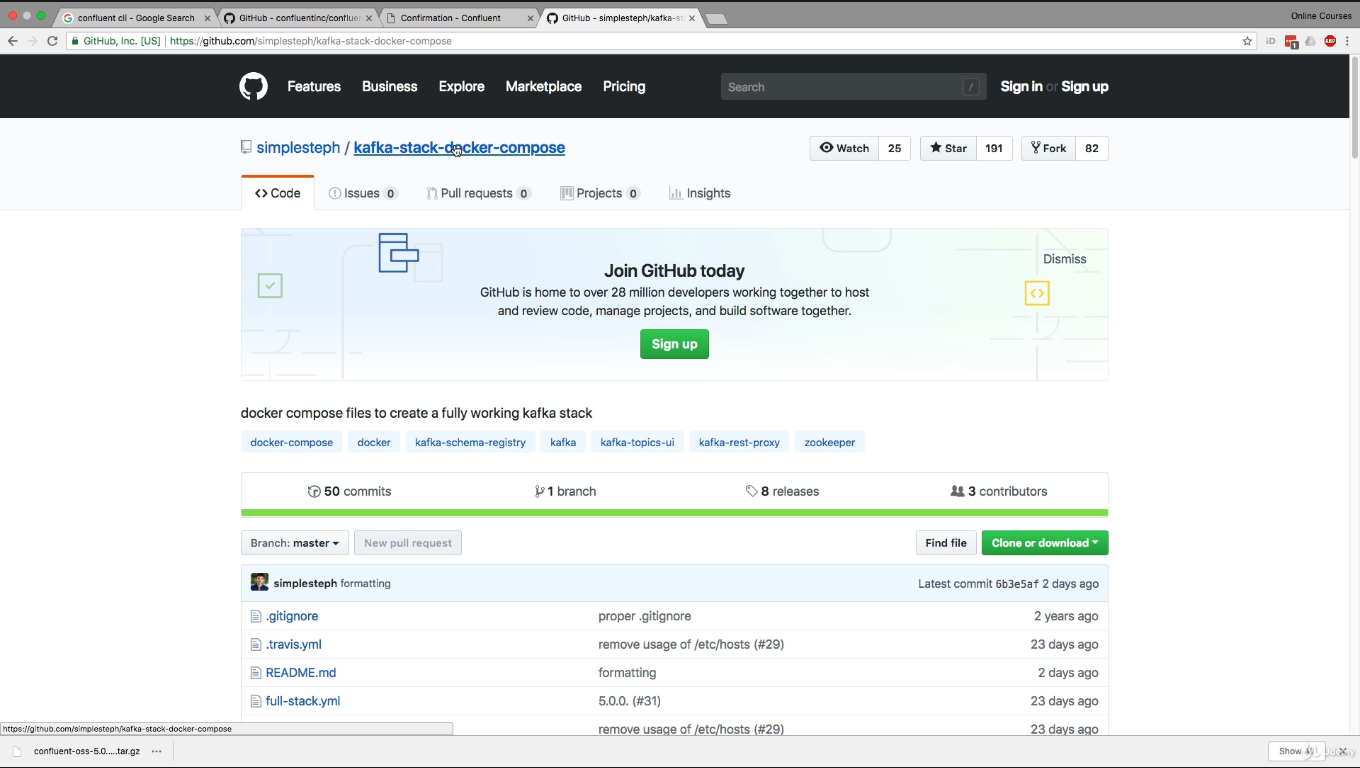 confluent cli - Google Search GitHub - confluentinc/confluen Confirmation - Confluent GitHub - simplesteph/kafka-st Online Courses
GitHub, Inc. [US] https://github.com/simplesteph/kafka-stack-docker-compose iD 1 ABP
Features Business Explore Marketplace Pricing Search / Sign in or Sign up
simplesteph / kafka-stack-docker-compose Watch 25 Star 191 Fork 82
Code Issues 0 Pull requests 0 Projects 0 Insights
Dismiss
Join GitHub today
GitHub is home to over 28 million developers working together to host
and review code, manage projects, and build software together.
Sign up
docker compose files to create a fully working kafka stack
docker-compose docker kafka-schema-registry kafka kafka-topics-ui kafka-rest-proxy zookeeper
50 commits 1 branch 8 releases 3 contributors
Branch: master New pull request Find file Clone or download
simplesteph formatting Latest commit 6b3e5af 2 days ago
.gitignore proper .gitignore 2 years ago
.travis.yml remove usage of /etc/hosts (#29) 23 days ago
README.md formatting 2 days ago
full-stack.yml 5.0.0. (#31) 23 days ago
remove usage of /etc/hosts (#29) 23 days ago
https://github.com/simplesteph/kafka-stack-docker-compose
confluent-oss-5.0.....tar.gz Show Udemy